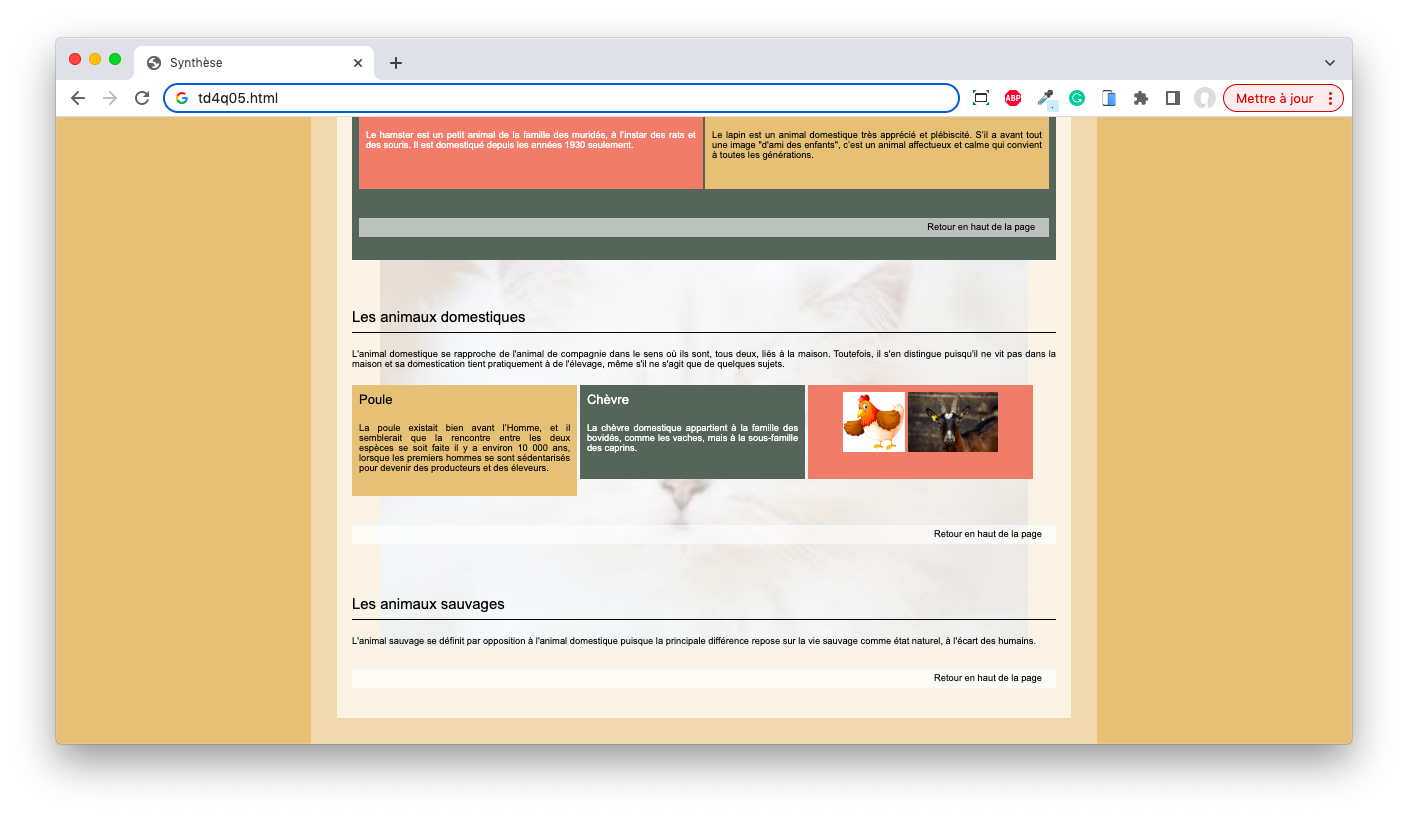 Synthèse
td4q05.html
ABP
Mettre à jour
Le hamster est un petit animal de la famille des muridés, à l'instar des rats et
des souris. Il est domestiqué depuis les années 1930 seulement.
Le lapin est un animal domestique très apprécié et plébiscité. S'il a avant tout
une image "d'ami des enfants", c'est un animal affectueux et calme qui convient
à toutes les générations.
Retour en haut de la page
Les animaux domestiques
L'animal domestique se rapproche de l'animal de compagnie dans le sens où ils sont, tous deux, liés à la maison. Toutefois, il s'en distingue puisqu'il ne vit pas dans la
maison et sa domestication tient pratiquement à de l'élevage, même s'il ne s'agit que de quelques sujets.
Poule
La poule existait bien avant l'Homme, et il
semblerait que la rencontre entre les deux
espèces se soit faite il y a environ 10 000 ans,
lorsque les premiers hommes se sont sédentarisés
pour devenir des producteurs et des éleveurs.
Chèvre
La chèvre domestique appartient à la famille des
bovidés, comme les vaches, mais à la sous-famille
des caprins.
Retour en haut de la page
Les animaux sauvages
L'animal sauvage se définit par opposition à l'animal domestique puisque la principale différence repose sur la vie sauvage comme état naturel, à l'écart des humains.
Retour en haut de la page